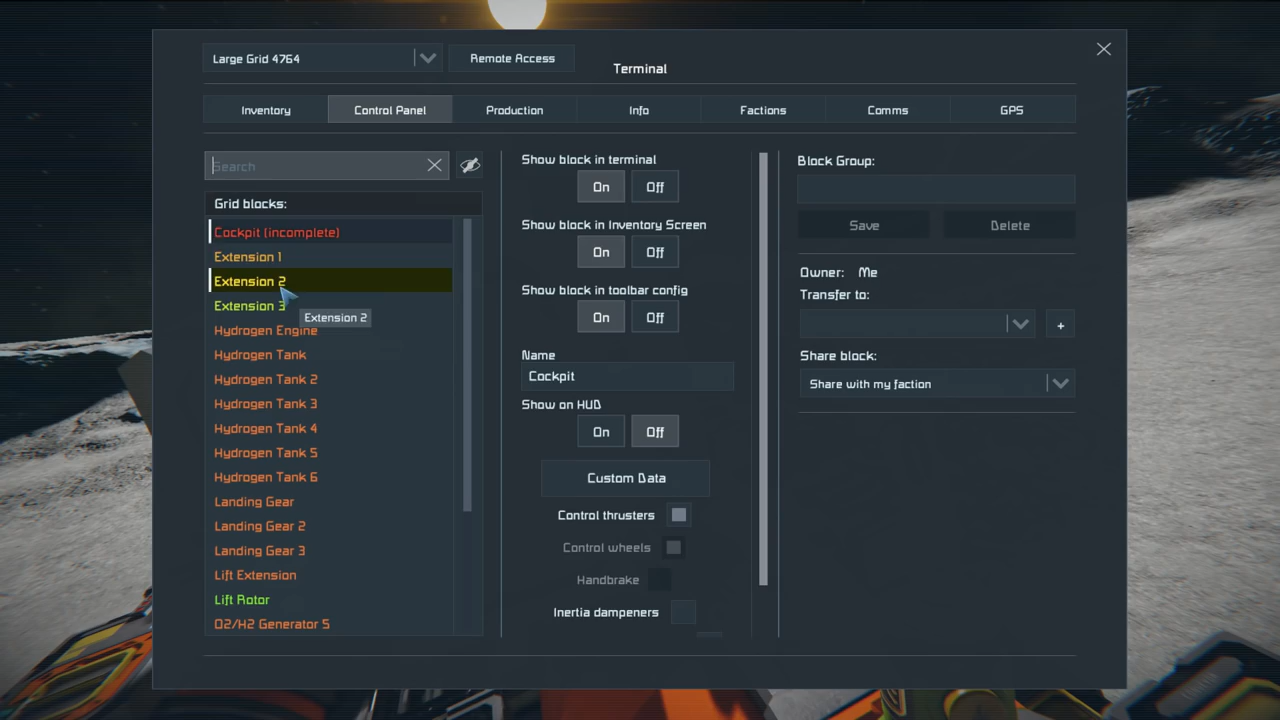 Large Grid 4764
Remote Access
Terminal
Inventory
Control Panel
Production
Info
Factions
Comms
GPS
Search
Grid blocks:
Cockpit (incomplete)
Extension 1
Extension 2
Extension 3
Extension 2
Hydrogen Engine
Hydrogen Tank
Hydrogen Tank 2
Hydrogen Tank 3
Hydrogen Tank 4
Hydrogen Tank 5
Hydrogen Tank 6
Landing Gear
Landing Gear 2
Landing Gear 3
Lift Extension
Lift Rotor
O2/H2 Generator 5
Show block in terminal
On Off
Show block in Inventory Screen
On Off
Show block in toolbar config
On Off
Name
Cockpit
Show on HUD
On Off
Custom Data
Control thrusters
Control wheels
Handbrake
Inertia dampeners
Block Group:
Save
Delete
Owner: Me
Transfer to:
+
Share block:
Share with my faction